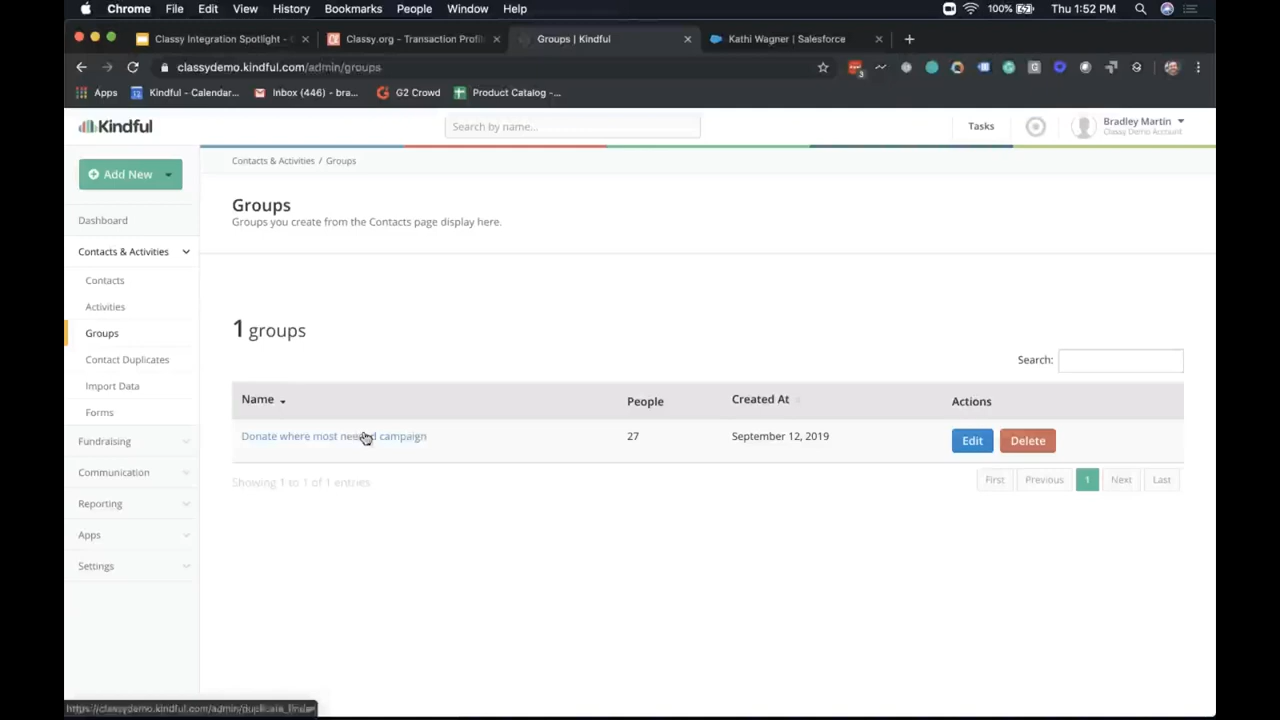 Chrome File Edit View History Bookmarks People Window Help 100% Thu 1:52 PM
Classy Integration Spotlight - Classy.org - Transaction Profil Groups | Kindful Kathi Wagner | Salesforce
classydemo.kindful.com/admin/groups
3
Apps Kindful - Calendar... Inbox (446) - bra... G2 Crowd Product Catalog -...
Kindful Search by name... Tasks Bradley Martin
Classy Demo Account
Add New
Contacts & Activities / Groups
Groups
Groups you create from the Contacts page display here.
Dashboard
Contacts & Activities
Contacts
Activities
Groups
Contact Duplicates
Import Data
Forms
Fundraising
Communication
Reporting
Apps
Settings
1 groups
Search:
Name People Created At Actions
Donate where most needed campaign 27 September 12, 2019 Edit Delete
Showing 1 to 1 of 1 entries First Previous 1 Next Last